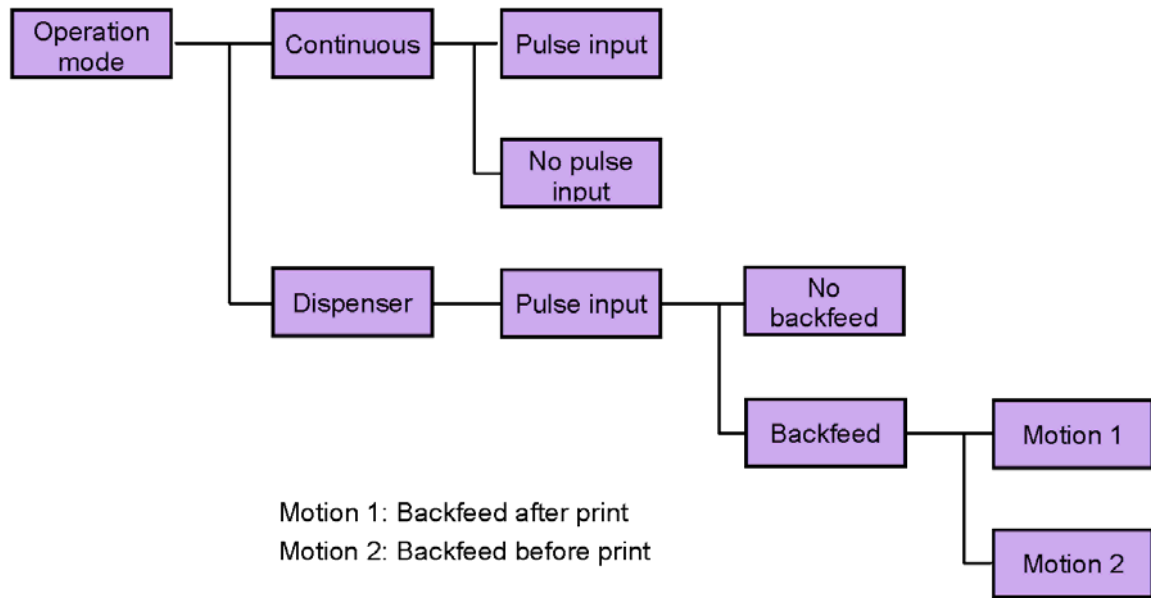 Operation
mode
Continuous
Pulse input
No pulse
input
Dispenser
Pulse input
No
backfeed
Backfeed
Motion 1
Motion 2
Motion 1: Backfeed after print
Motion 2: Backfeed before print